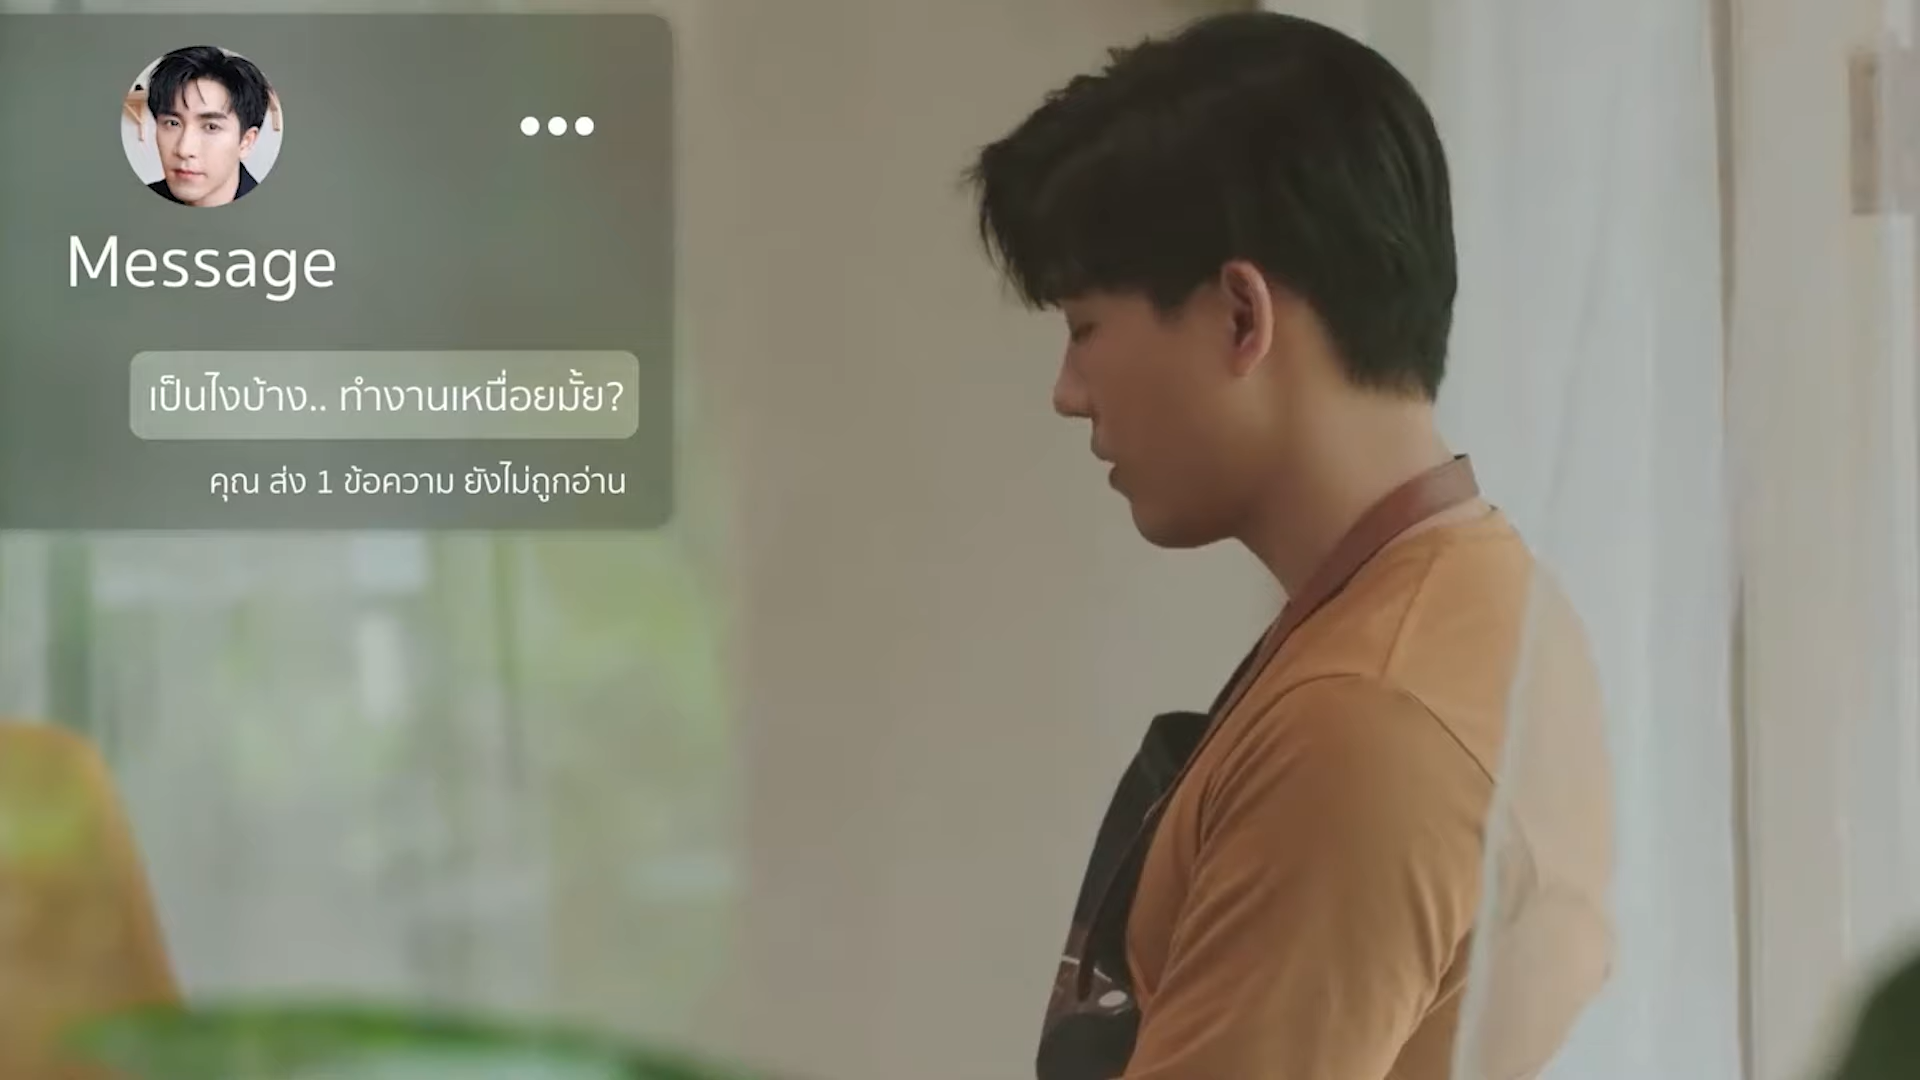 Message
เป็นไงบ้าง.. ทำงานเหนื่อยมั้ย?
คุณ ส่ง 1 ข้อความ ยังไม่ถูกอ่าน